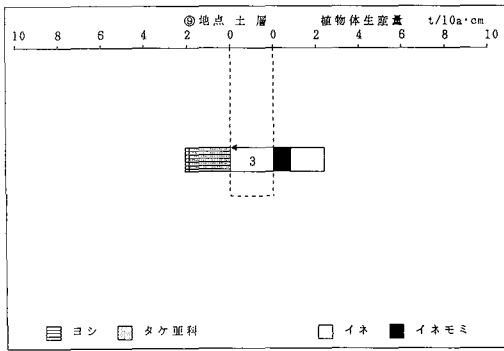 ⑨地点 土層 植物体生産量 t/10a・cm
10 8 6 4 2 0 0 2 4 6 8 10
3
ヨシ タケ亜科 イネ イネモミ